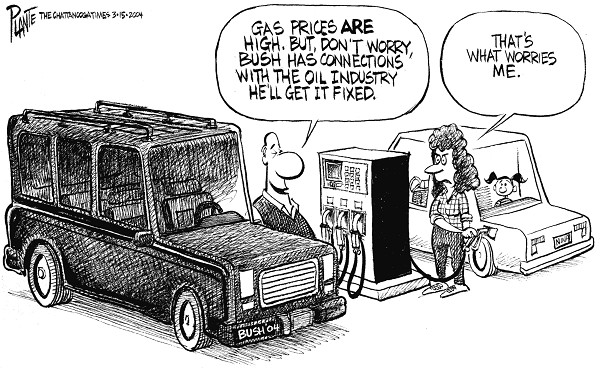 PLANTE
THE CHATTANOOGA TIMES 3·15·2004
GAS PRICES ARE
HIGH. BUT, DON'T WORRY,
BUSH HAS CONNECTIONS
WITH THE OIL INDUSTRY
HE'LL GET IT FIXED.
THAT'S
WHAT WORRIES
ME.
BUSH '04